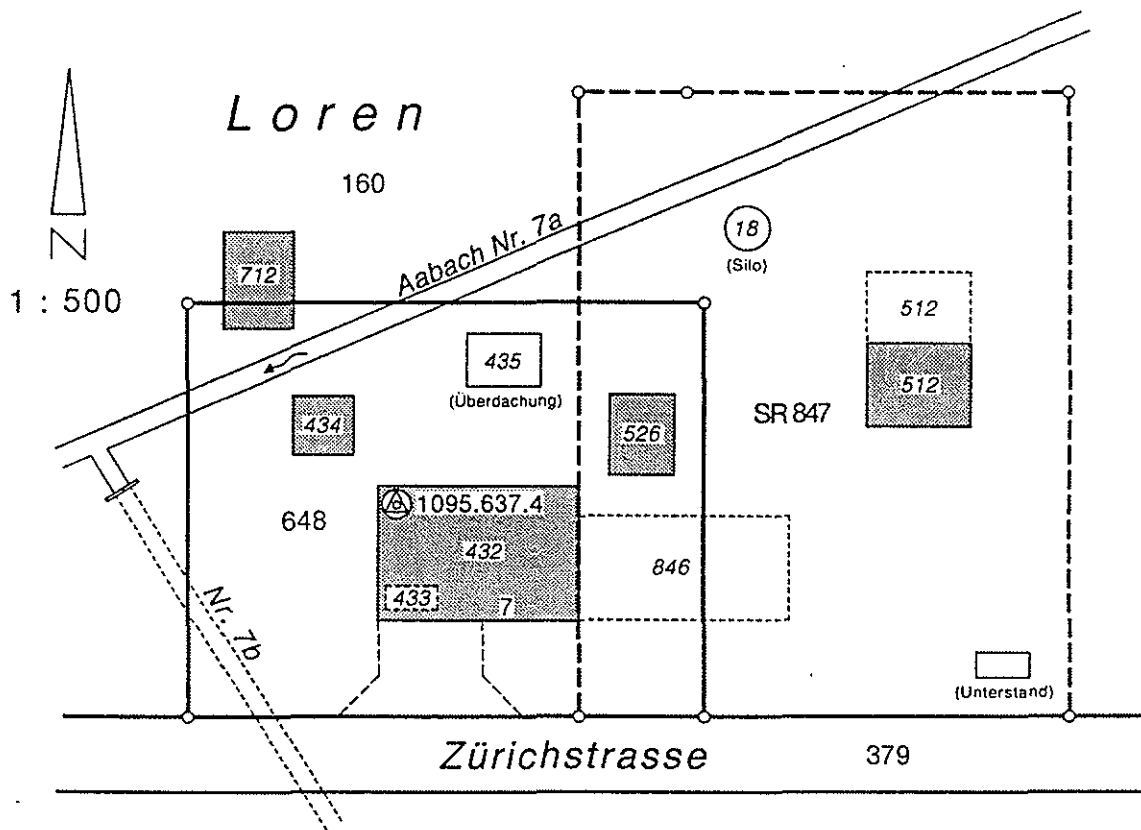 Loren
160
N
1 : 500
712
Aabach Nr. 7a
18
(Silo)
512
435
(Überdachung)
512
SR 847
434
526
1095.637.4
648
432
846
433
7
Nr. 7b
(Unterstand)
Zürichstrasse
379